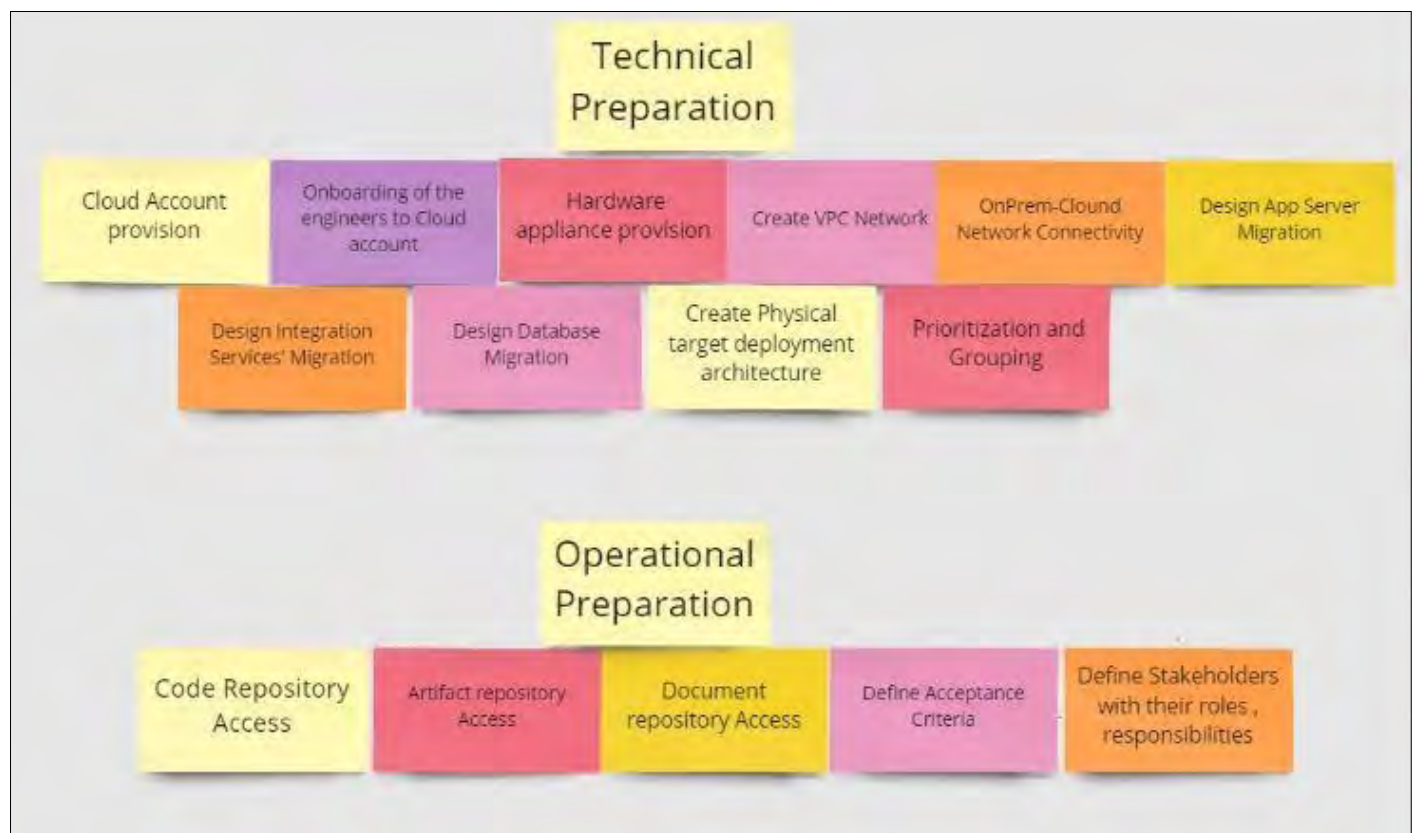 Technical
Preparation
Cloud Account
provision
Onboarding of the
engineers to Cloud
account
Hardware
appliance provision
Create VPC Network
OnPrem-Clound
Network Connectivity
Design App Server
Migration
Design Integration
Services' Migration
Design Database
Migration
Create Physical
target deployment
architecture
Prioritization and
Grouping
Operational
Preparation
Code Repository
Access
Artifact repository
Access
Document
repository Access
Define Acceptance
Criteria
Define Stakeholders
with their roles ,
responsibilities